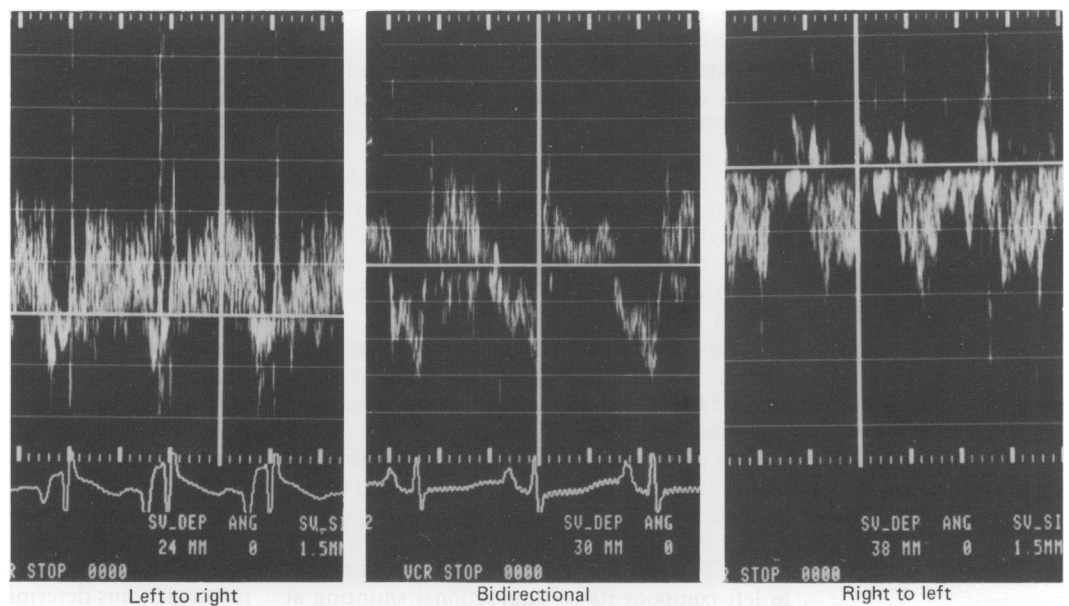 SV_DEP ANG SV_SI
24 MM 0 1.5MM
R STOP 0000
Left to right
2 SV_DEP ANG
30 MM 0
VCR STOP 0000
Bidirectional
SV_DEP ANG SV_SI
38 MM 0 1.5MM
STOP 0000
Right to left